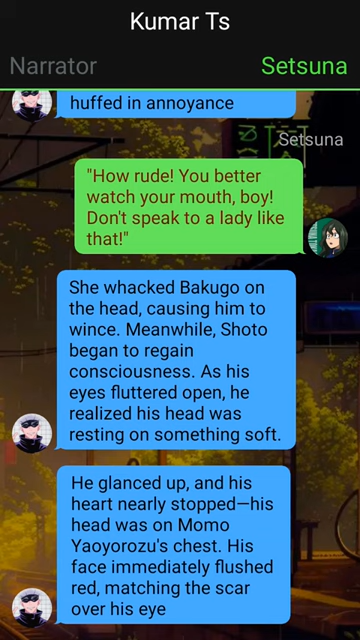 Kumar Ts
Narrator
Setsuna
huffed in annoyance
Setsuna
"How rude! You better
watch your mouth, boy!
Don't speak to a lady like
that!"
She whacked Bakugo on
the head, causing him to
wince. Meanwhile, Shoto
began to regain
consciousness. As his
eyes fluttered open, he
realized his head was
resting on something soft.
He glanced up, and his
heart nearly stopped—his
head was on Momo
Yaoyorozu's chest. His
face immediately flushed
red, matching the scar
over his eye